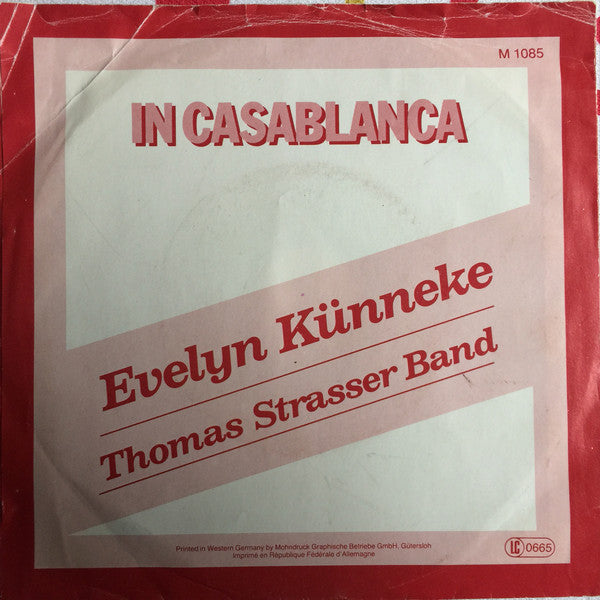 M 1085
IN CASABLANCA
Evelyn Künneke
Thomas Strasser Band
Printed in Western Germany by Mohndruck Graphische Betriebe GmbH, Gütersloh
Imprimé en République Fédérale d'Allemagne
LC 0665